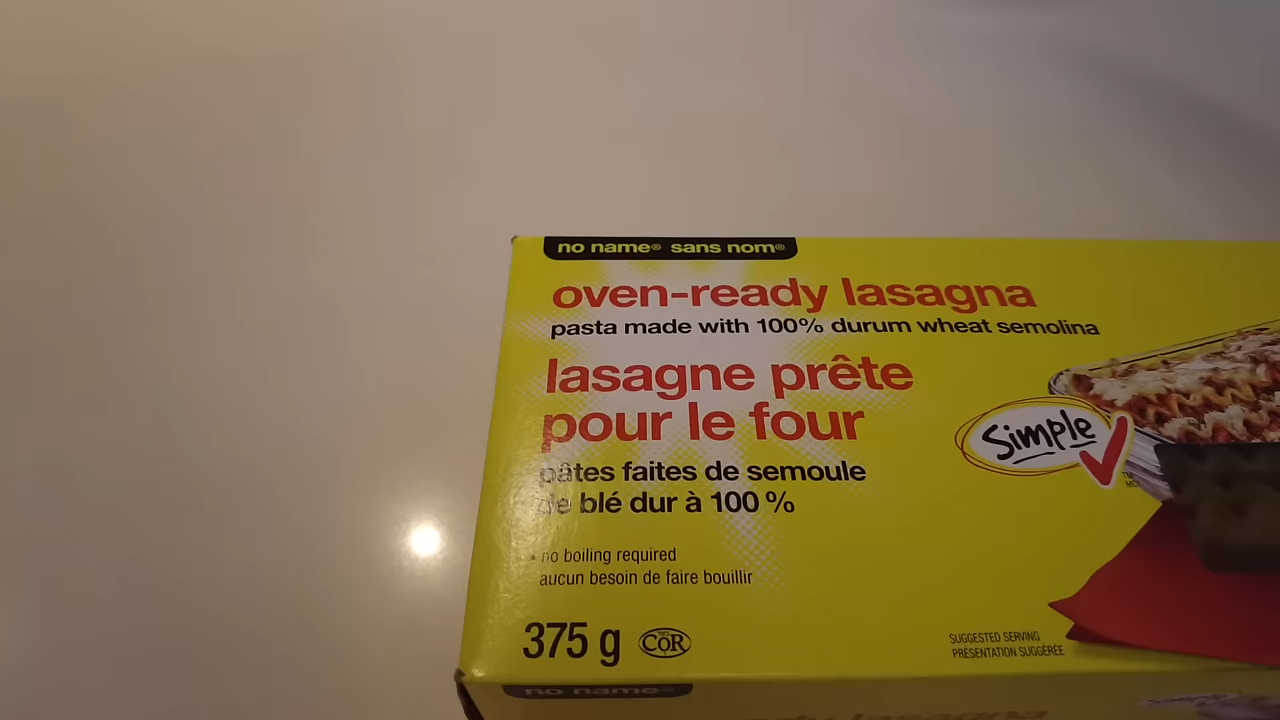 no name® sans nom®
oven-ready lasagna
pasta made with 100% durum wheat semolina
lasagne prête
pour le four
pâtes faites de semoule
de blé dur à 100 %
Simple
• no boiling required
aucun besoin de faire bouillir
375 g
COR
SUGGESTED SERVING
PRÉSENTATION SUGGÉRÉE
no name®